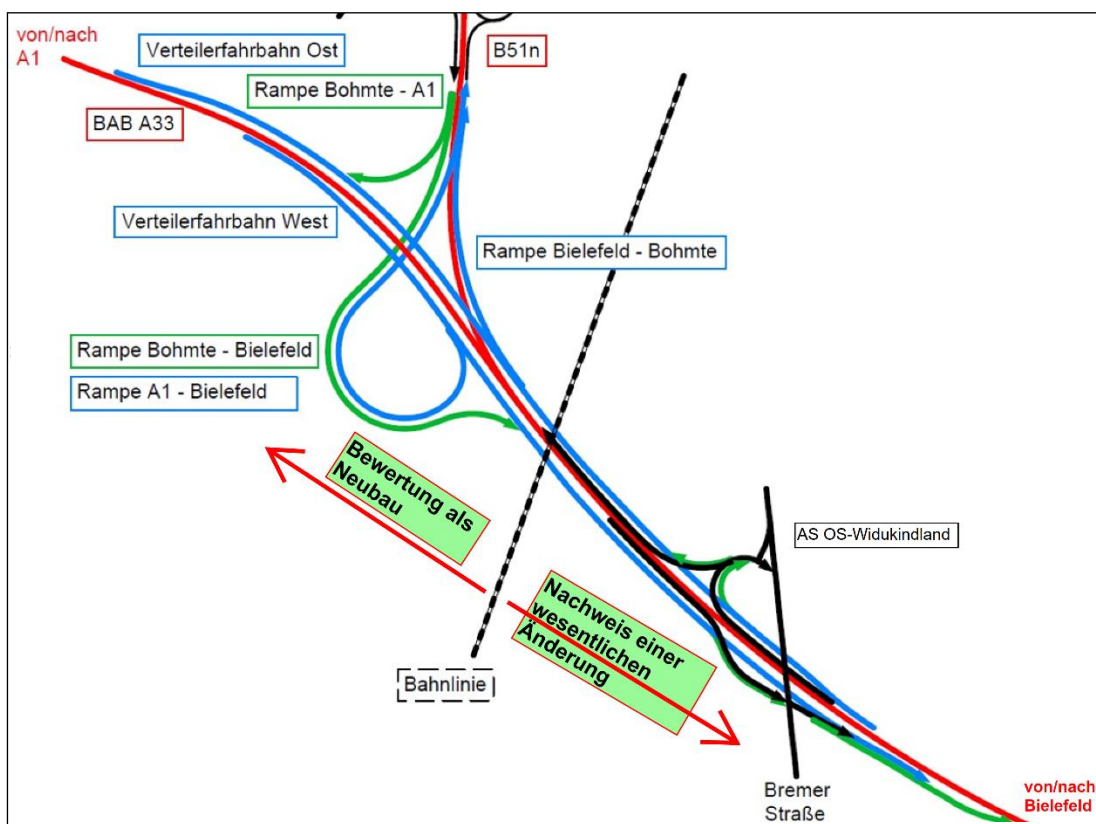 von/nach
A1
Verteilerfahrbahn Ost
B51n
Rampe Bohmte - A1
BAB A33
Verteilerfahrbahn West
Rampe Bielefeld - Bohmte
Rampe Bohmte - Bielefeld
Rampe A1 - Bielefeld
Bewertung als
Neubau
AS OS-Widukindland
Nachweis einer
wesentlichen
Änderung
Bahnlinie
Bremer
Straße
von/nach
Bielefeld